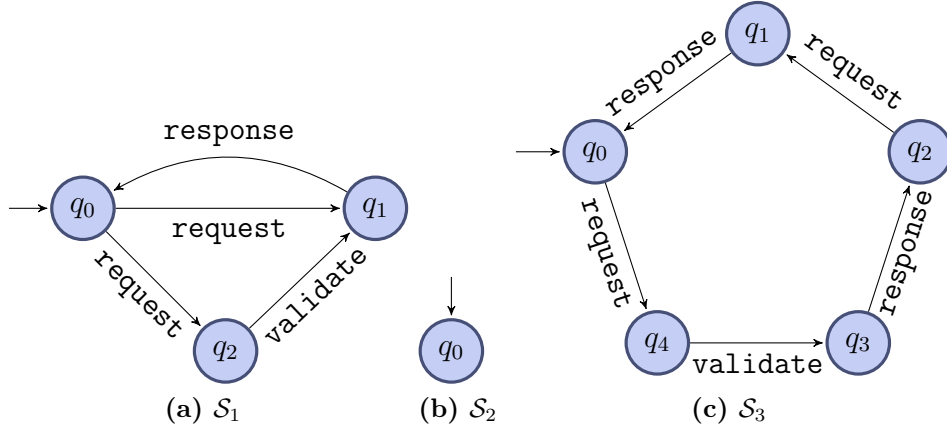 response
q0
q1
request
request
validate
q2
(a) S1
q0
(b) S2
q1
response
request
q0
q2
request
response
q4
q3
validate
(c) S3